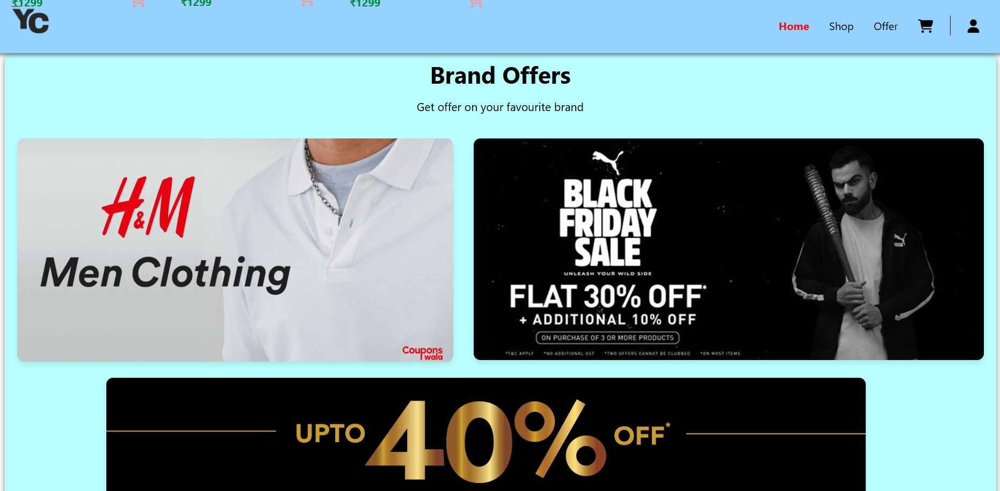 ₹1299 ₹1299 ₹1299
YC
Home Shop Offer
Brand Offers
Get offer on your favourite brand
H&M
Men Clothing
Coupons
wala
BLACK
FRIDAY
SALE
UNLEASH YOUR WILD SIDE
FLAT 30% OFF*
+ ADDITIONAL 10% OFF
ON PURCHASE OF 3 OR MORE PRODUCTS
*T&C APPLY *NO ADDITIONAL GST *TWO OFFERS CANNOT BE CLUBBED *ON MOST ITEMS
UPTO 40% OFF*